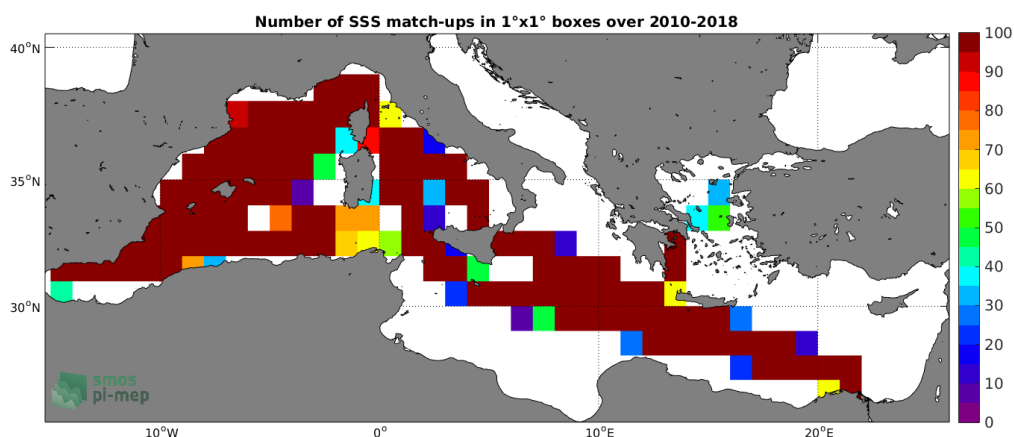 Number of SSS match-ups in 1°x1° boxes over 2010-2018
40°N
35°N
30°N
10°W
0°
10°E
20°E
100
90
80
70
60
50
40
30
20
10
0
smos
pi-mep